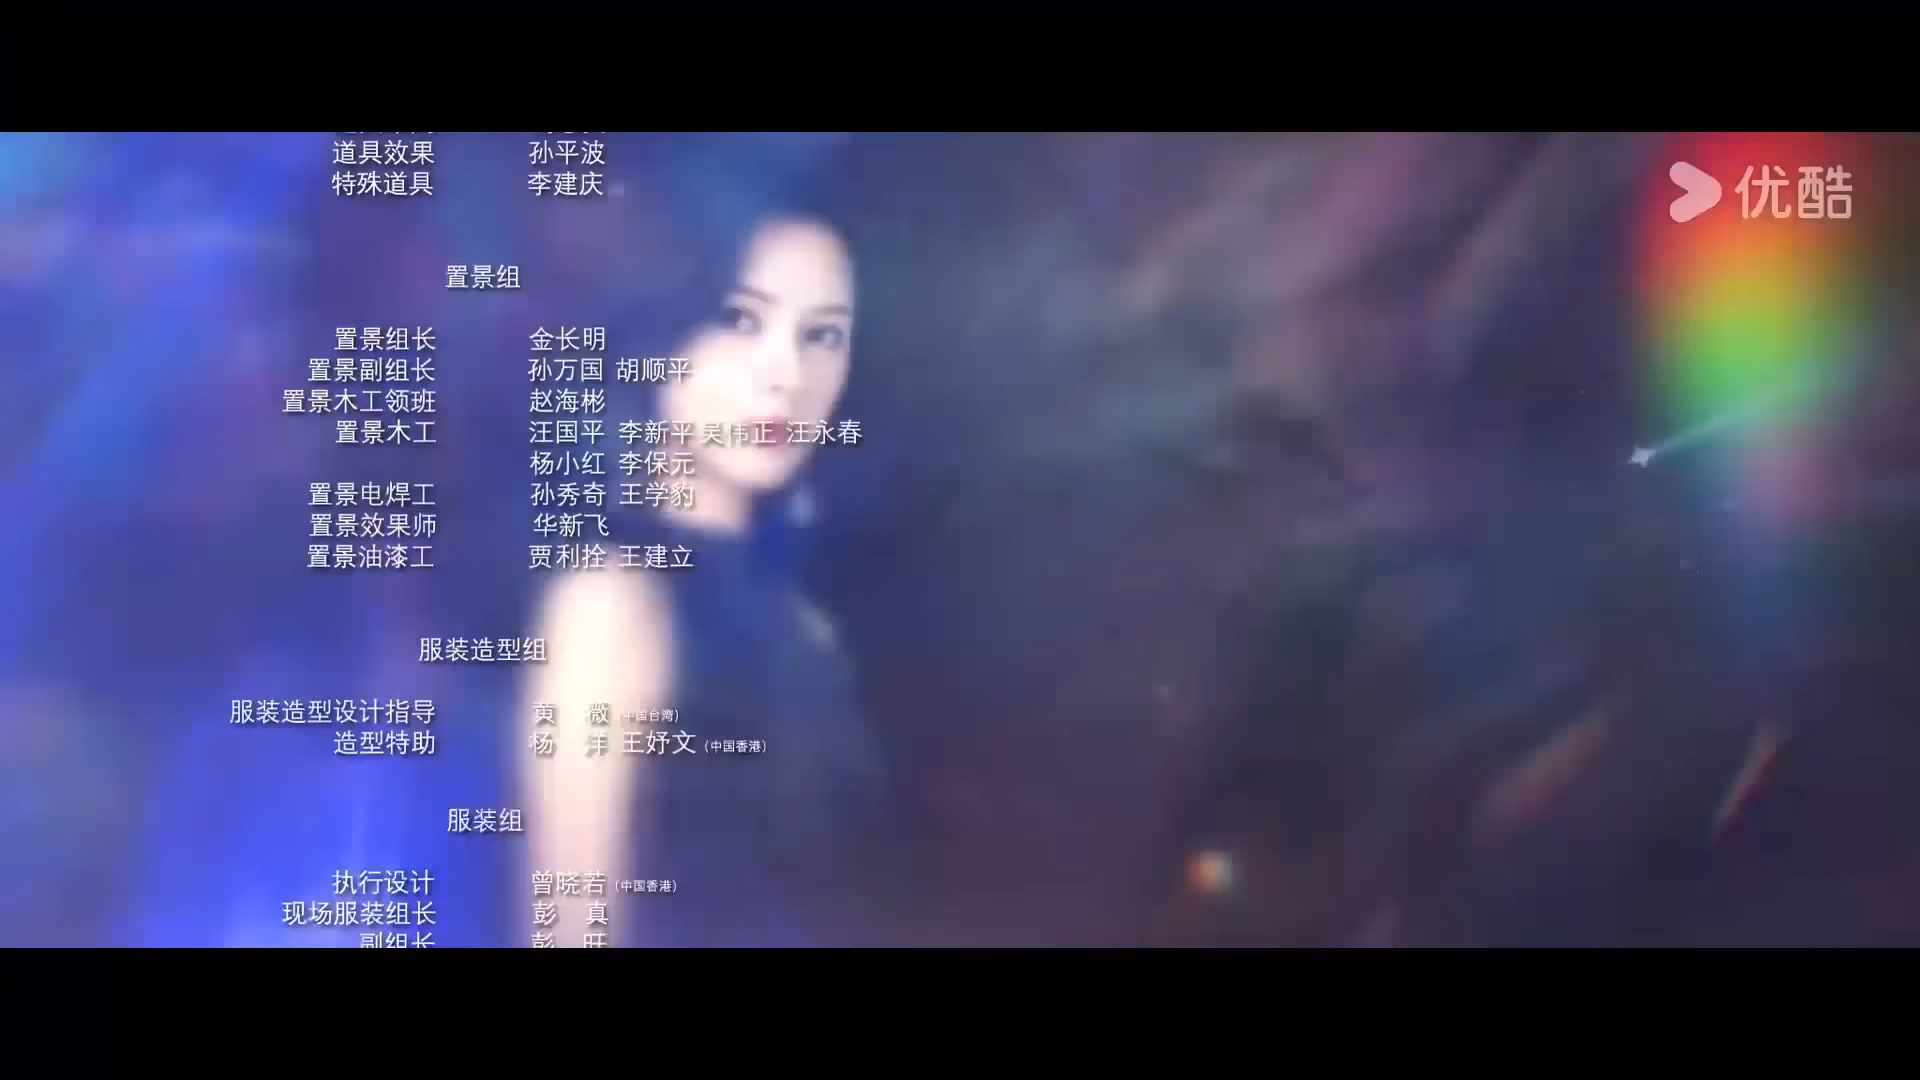 道具效果 孙平波
特殊道具 李建庆
优酷
置景组
置景组长 金长明
置景副组长 孙万国 胡顺平
置景木工领班 赵海彬
置景木工 汪国平 李新平 吴伟正 汪永春
杨小红 李保元
置景电焊工 孙秀奇 王学豹
置景效果师 华新飞
置景油漆工 贾利拴 王建立
服装造型组
服装造型设计指导 黄 薇 (中国台湾)
造型特助 杨 洋 王妤文 (中国香港)
服装组
执行设计 曾晓若 (中国香港)
现场服装组长 彭 真
副组长 彭 旺